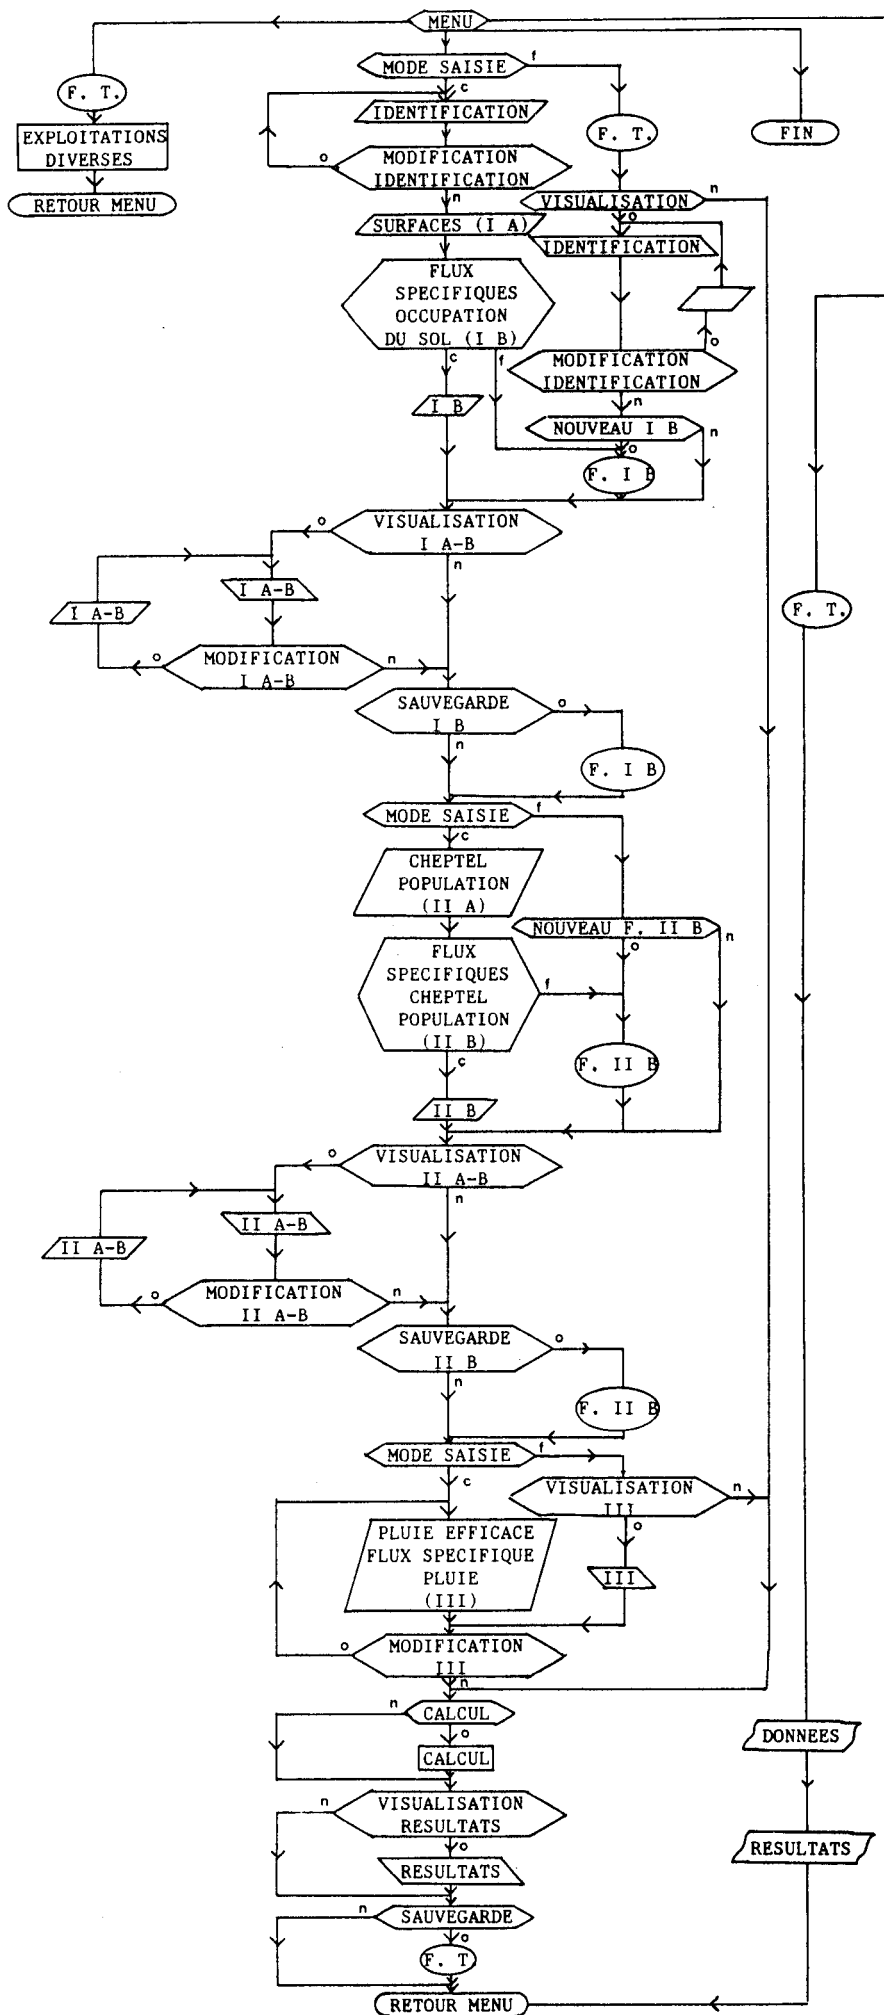 MENU
MODE SAISIE
f
c
F. T.
IDENTIFICATION
F. T.
FIN
EXPLOITATIONS
DIVERSES
o
MODIFICATION
IDENTIFICATION
n
RETOUR MENU
n
VISUALISATION
o
SURFACES (I A)
IDENTIFICATION
FLUX
SPECIFIQUES
OCCUPATION
DU SOL (I B)
c
f
o
MODIFICATION
IDENTIFICATION
n
I B
NOUVEAU I B
n
o
F. I B
o
VISUALISATION
I A-B
n
I A-B
I A-B
F. T.
o
MODIFICATION
I A-B
n
SAUVEGARDE
I B
o
n
F. I B
MODE SAISIE
f
c
CHEPTEL
POPULATION
(II A)
NOUVEAU F. II B
n
o
FLUX
SPECIFIQUES
CHEPTEL
POPULATION
(II B)
f
c
F. II B
II B
o
VISUALISATION
II A-B
n
II A-B
II A-B
o
MODIFICATION
II A-B
n
SAUVEGARDE
II B
o
n
F. II B
MODE SAISIE
f
c
VISUALISATION
III
n
o
PLUIE EFFICACE
FLUX SPECIFIQUE
PLUIE
(III)
III
o
MODIFICATION
III
n
n
CALCUL
o
CALCUL
DONNEES
n
VISUALISATION
RESULTATS
o
RESULTATS
RESULTATS
n
SAUVEGARDE
o
F. T
RETOUR MENU